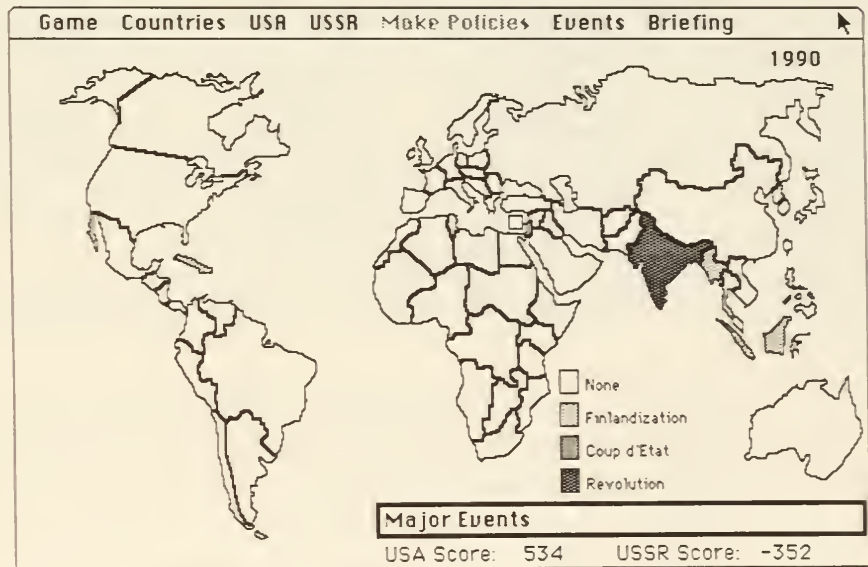 Game Countries USA USSR Make Policies Events Briefing
1990
None
Finlandization
Coup d'Etat
Revolution
Major Events
USA Score: 534 USSR Score: -352